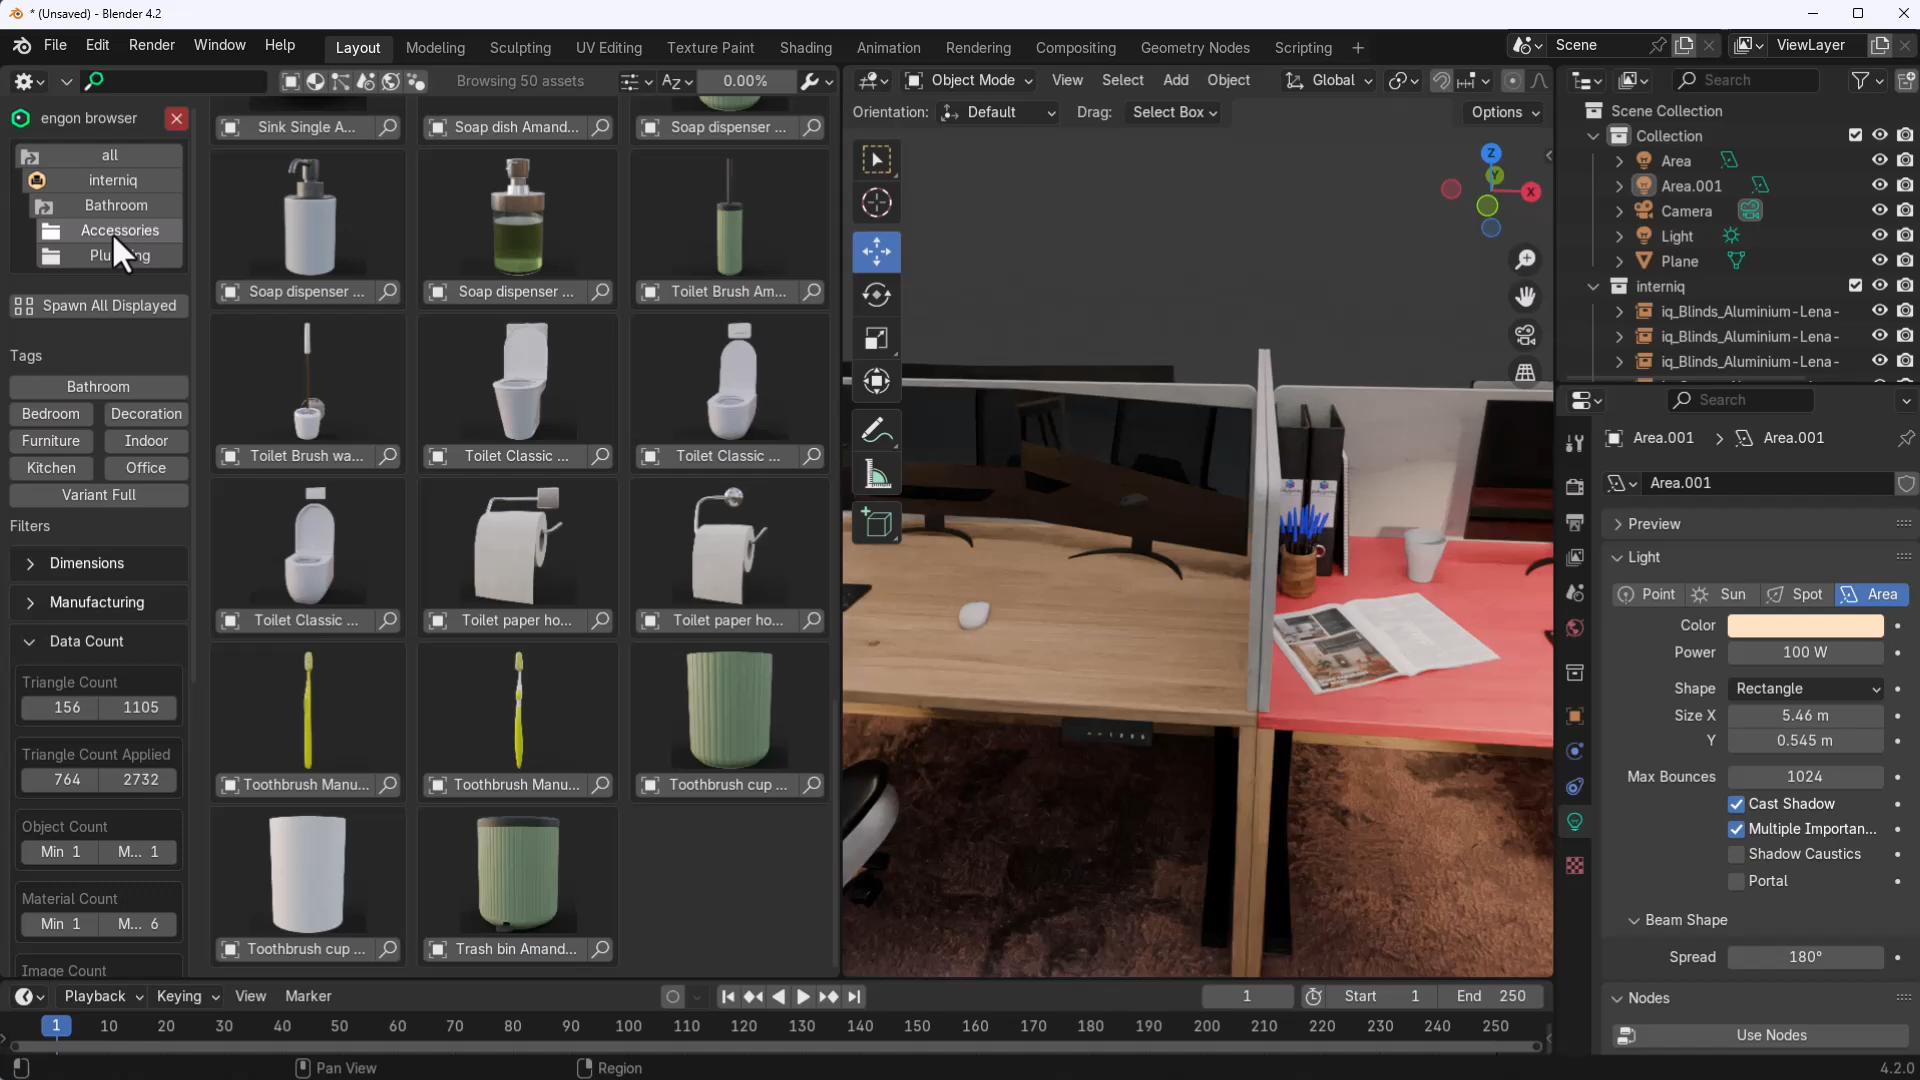 * (Unsaved) - Blender 4.2
File Edit Render Window Help
Layout Modeling Sculpting UV Editing Texture Paint Shading Animation Rendering Compositing Geometry Nodes Scripting +
Scene
ViewLayer
Browsing 50 assets
0.00%
Object Mode View Select Add Object
Global
Search
engon browser
Orientation: Default Drag: Select Box
Options
all
interniq
Bathroom
Accessories
Spawn All Displayed
Tags
Bathroom
Bedroom Decoration
Furniture Indoor
Kitchen Office
Variant Full
Filters
Dimensions
Manufacturing
Data Count
Triangle Count
156 1105
Triangle Count Applied
764 2732
Object Count
Min 1 M... 1
Material Count
Min 1 M... 6
Image Count
Sink Single A... Soap dish Amand... Soap dispenser ...
Soap dispenser ... Soap dispenser ... Toilet Brush Am...
Toilet Brush wa... Toilet Classic ... Toilet Classic ...
Toilet Classic ... Toilet paper ho... Toilet paper ho...
Toothbrush Manu... Toothbrush Manu... Toothbrush cup ...
Toothbrush cup ... Trash bin Amand...
Z
Y
X
Scene Collection
Collection
Area
Area.001
Camera
Light
Plane
interniq
iq_Blinds_Aluminium-Lena-
iq_Blinds_Aluminium-Lena-
iq_Blinds_Aluminium-Lena-
Search
Area.001 > Area.001
Area.001
Preview
Light
Point Sun Spot Area
Color
Power 100 W
Shape Rectangle
Size X 5.46 m
Y 0.545 m
Max Bounces 1024
Cast Shadow
Multiple Importan...
Shadow Caustics
Portal
Beam Shape
Spread 180°
Nodes
Use Nodes
Playback Keying View Marker
1 Start 1 End 250
1 10 20 30 40 50 60 70 80 90 100 110 120 130 140 150 160 170 180 190 200 210 220 230 240 250
Pan View Region
4.2.0